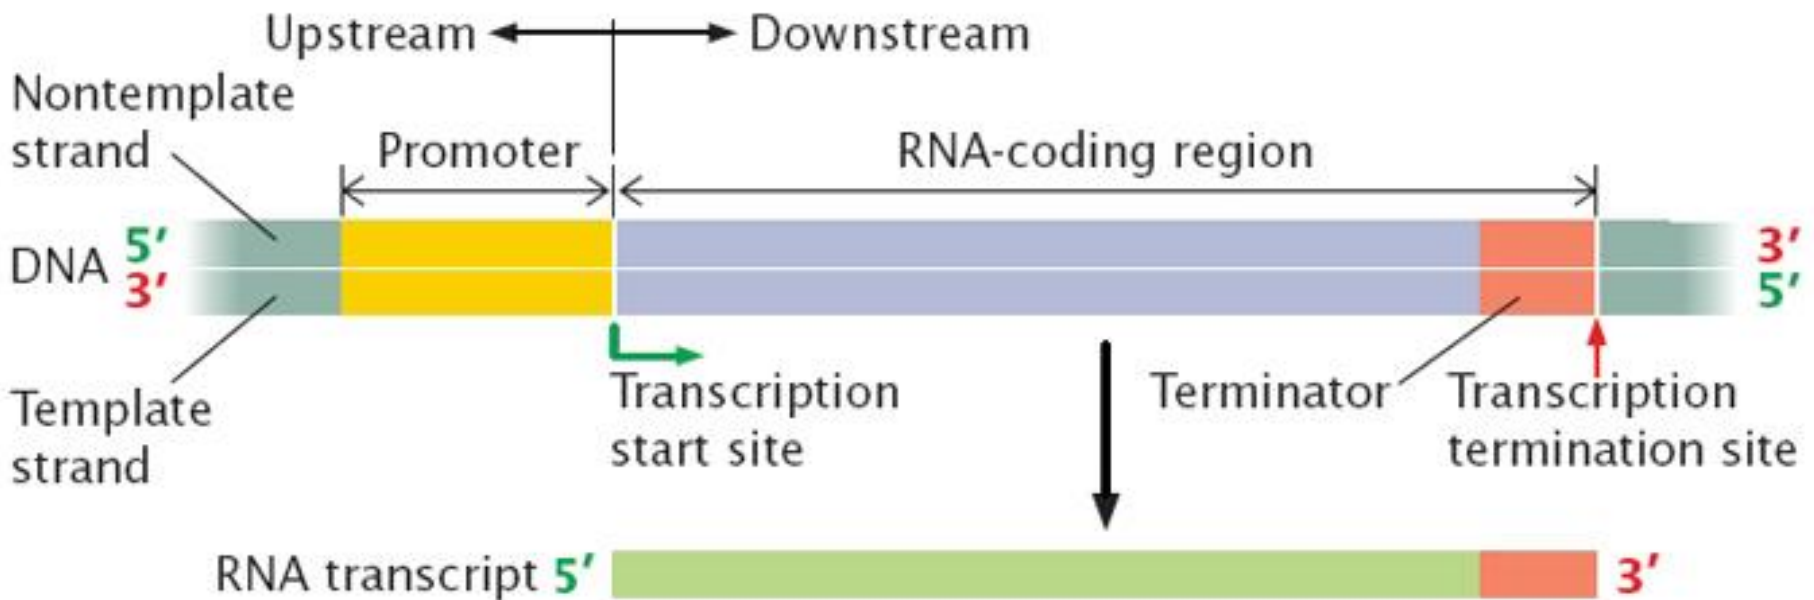 Upstream Downstream
Nontemplate
strand
Promoter
RNA-coding region
DNA
5′
3′
3′
5′
Template
strand
Transcription
start site
Terminator
Transcription
termination site
RNA transcript 5′
3′